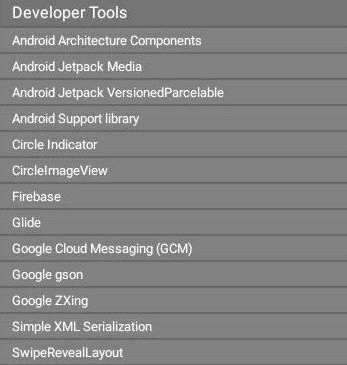 Developer Tools
Android Architecture Components
Android Jetpack Media
Android Jetpack VersionedParcelable
Android Support library
Circle Indicator
CircleImageView
Firebase
Glide
Google Cloud Messaging (GCM)
Google gson
Google ZXing
Simple XML Serialization
SwipeRevealLayout